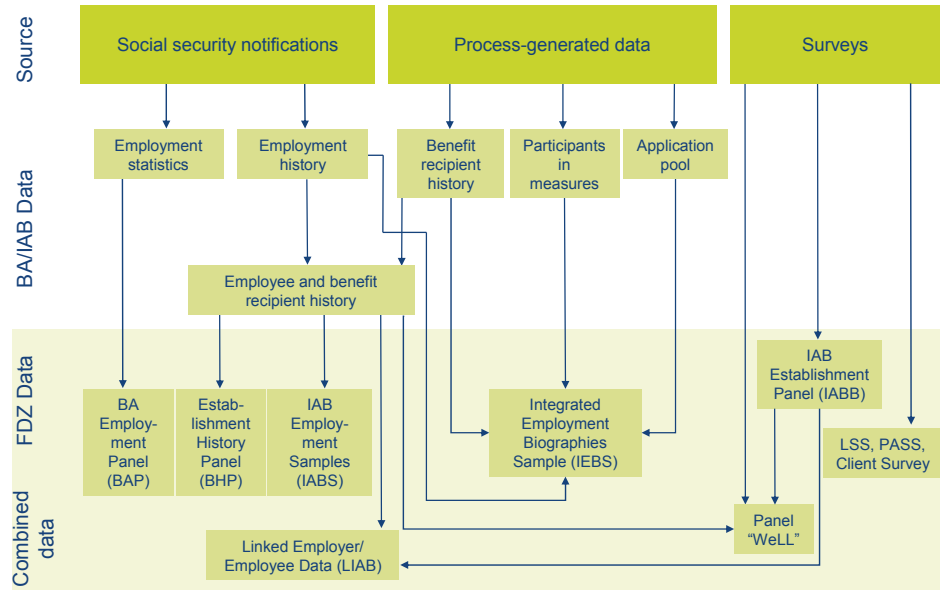 Source
Social security notifications
Process-generated data
Surveys
BA/IAB Data
Employment
statistics
Employment
history
Benefit
recipient
history
Participants
in
measures
Application
pool
Employee and benefit
recipient history
FDZ Data
BA
Employ-
ment
Panel
(BAP)
Estab-
lishment
History
Panel
(BHP)
IAB
Employ-
ment
Samples
(IABS)
Integrated
Employment
Biographies
Sample (IEBS)
IAB
Establishment
Panel (IABB)
LSS, PASS,
Client Survey
Combined
data
Linked Employer/
Employee Data (LIAB)
Panel
“WeLL”